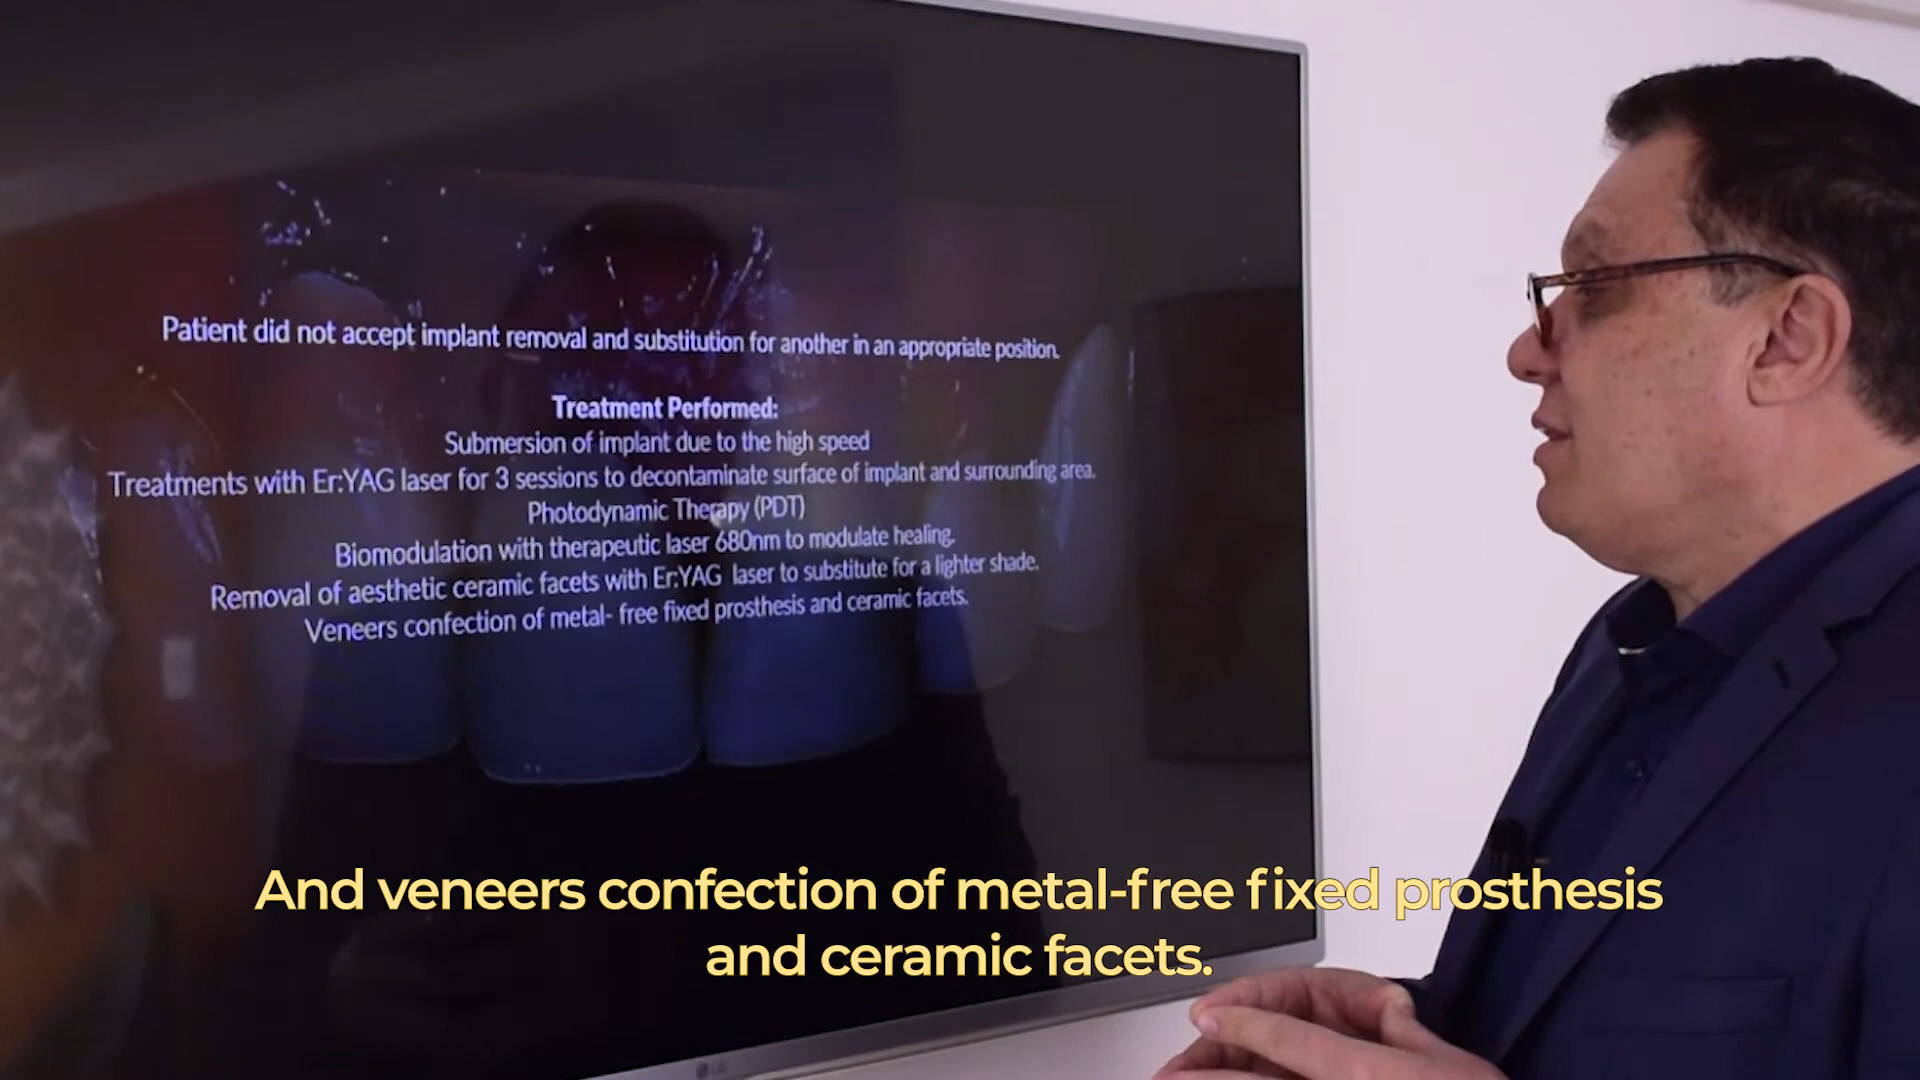 Patient did not accept implant removal and substitution for another in an appropriate position.
Treatment Performed:
Submersion of implant due to the high speed
Treatments with Er:YAG laser for 3 sessions to decontaminate surface of implant and surrounding area.
Photodynamic Therapy (PDT)
Biomodulation with therapeutic laser 680nm to modulate healing.
Removal of aesthetic ceramic facets with Er:YAG laser to substitute for a lighter shade.
Veneers confection of metal- free fixed prosthesis and ceramic facets.
And veneers confection of metal-free fixed prosthesis
and ceramic facets.
LG